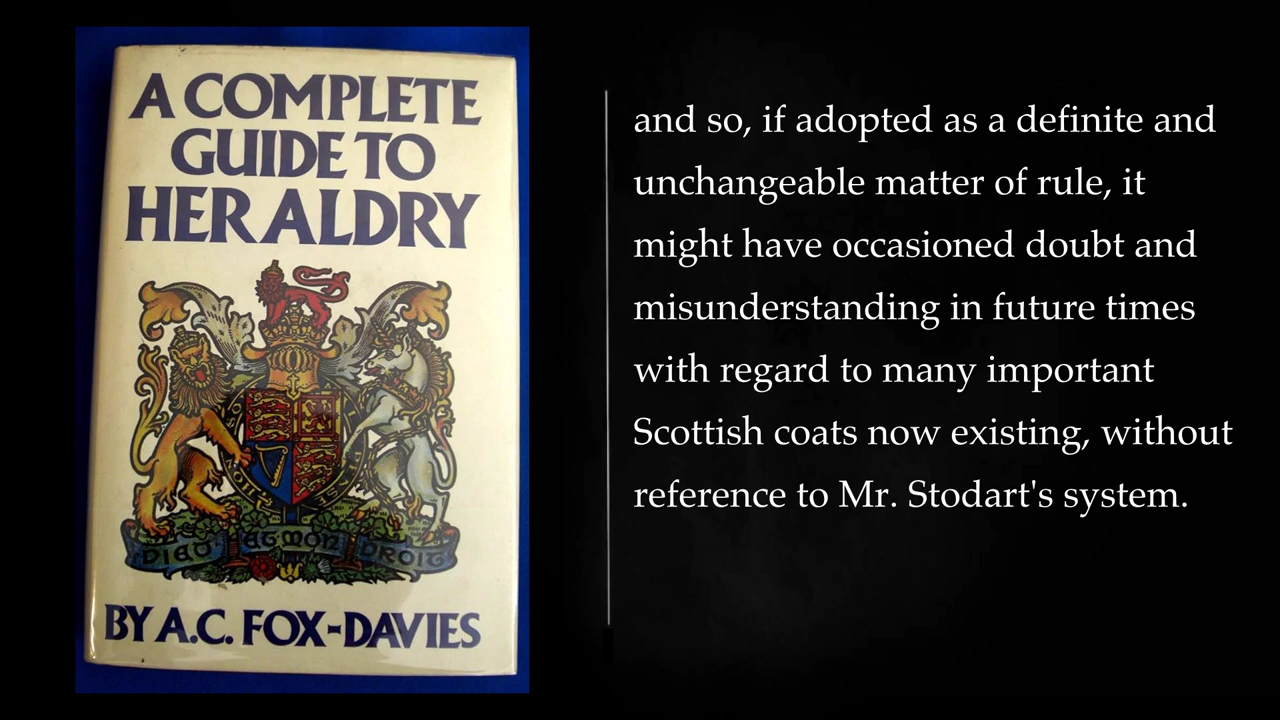 A COMPLETE
GUIDE TO
HERALDRY
DIEU ET MON DROIT
BY A.C. FOX-DAVIES
and so, if adopted as a definite and
unchangeable matter of rule, it
might have occasioned doubt and
misunderstanding in future times
with regard to many important
Scottish coats now existing, without
reference to Mr. Stodart's system.